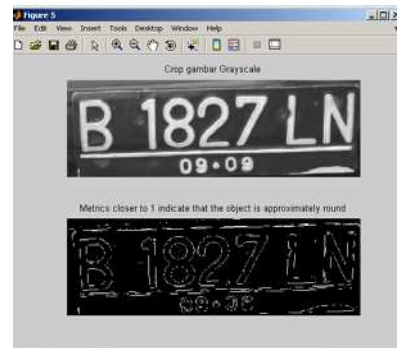 Figure 5
File Edit View Insert Tools Desktop Window Help
Crop gambar Grayscale
B 1827 LN
09•09
Metrics closer to 1 indicate that the object is approximately round
B 1827 LN